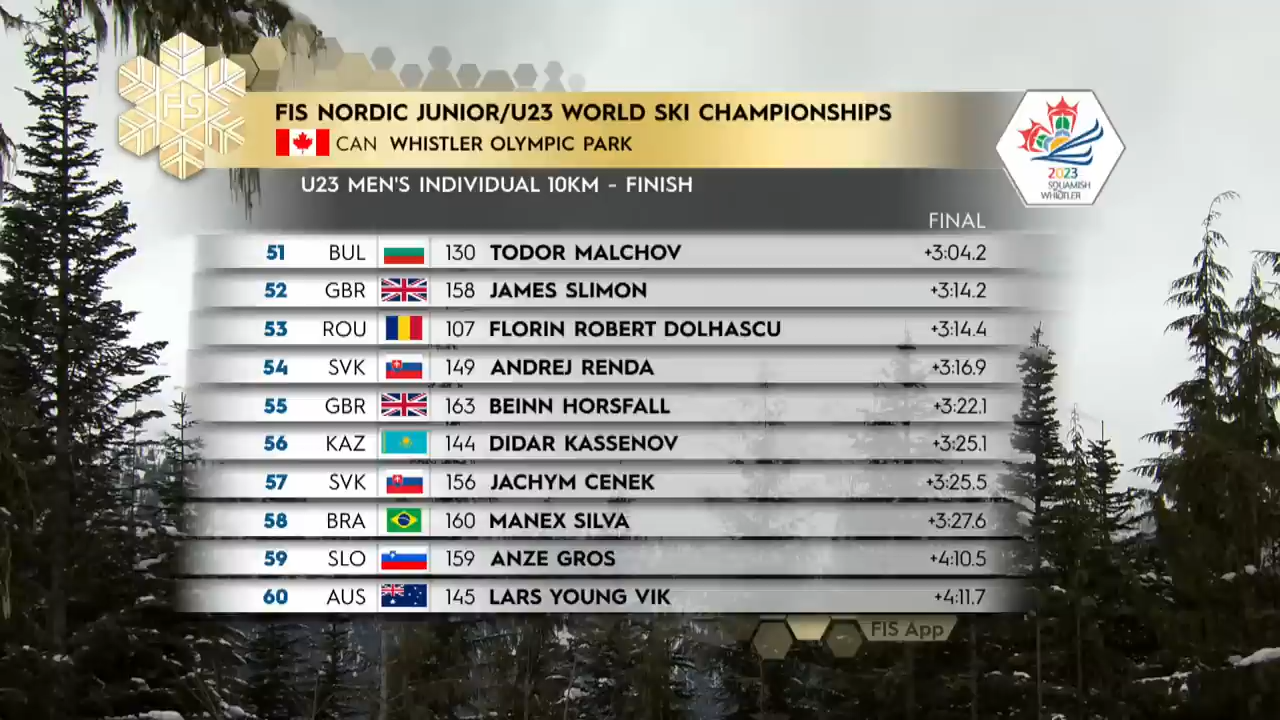 FIS
FIS NORDIC JUNIOR/U23 WORLD SKI CHAMPIONSHIPS
CAN WHISTLER OLYMPIC PARK
2023
SQUAMISH
WHISTLER
U23 MEN'S INDIVIDUAL 10KM - FINISH
FINAL
51 BUL 130 TODOR MALCHOV +3:04.2
52 GBR 158 JAMES SLIMON +3:14.2
53 ROU 107 FLORIN ROBERT DOLHASCU +3:14.4
54 SVK 149 ANDREJ RENDA +3:16.9
55 GBR 163 BEINN HORSFALL +3:22.1
56 KAZ 144 DIDAR KASSENOV +3:25.1
57 SVK 156 JACHYM CENEK +3:25.5
58 BRA 160 MANEX SILVA +3:27.6
59 SLO 159 ANZE GROS +4:10.5
60 AUS 145 LARS YOUNG VIK +4:11.7
FIS App